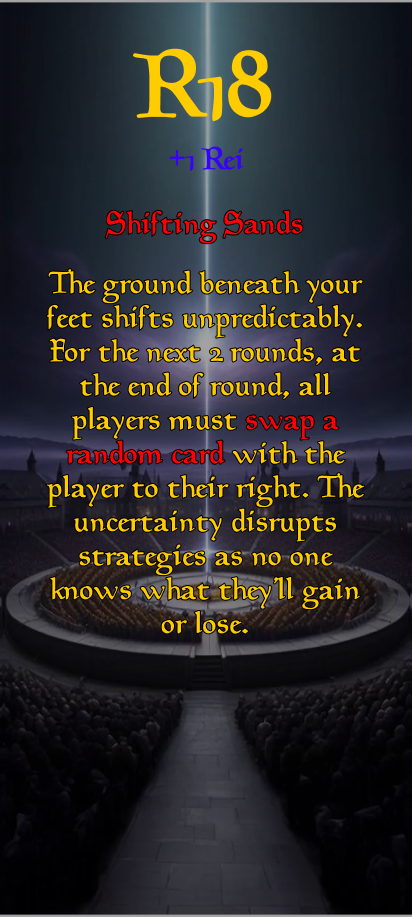 R18
+1 Rei
Shifting Sands
The ground beneath your
feet shifts unpredictably.
For the next 2 rounds, at
the end of round, all
players must swap a
random card with the
player to their right. The
uncertainty disrupts
strategies as no one
knows what they'll gain
or lose.